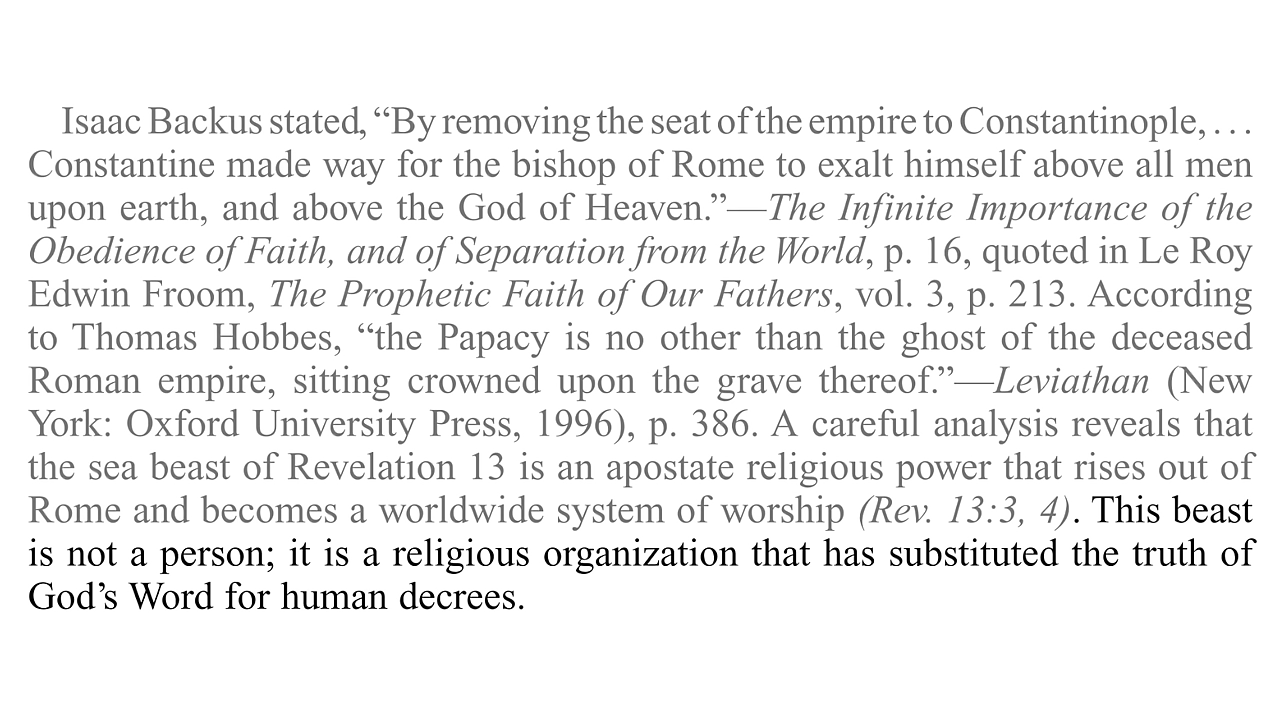 Isaac Backus stated, “By removing the seat of the empire to Constantinople, . . .
Constantine made way for the bishop of Rome to exalt himself above all men
upon earth, and above the God of Heaven.”—The Infinite Importance of the
Obedience of Faith, and of Separation from the World, p. 16, quoted in Le Roy
Edwin Froom, The Prophetic Faith of Our Fathers, vol. 3, p. 213. According
to Thomas Hobbes, “the Papacy is no other than the ghost of the deceased
Roman empire, sitting crowned upon the grave thereof.”—Leviathan (New
York: Oxford University Press, 1996), p. 386. A careful analysis reveals that
the sea beast of Revelation 13 is an apostate religious power that rises out of
Rome and becomes a worldwide system of worship (Rev. 13:3, 4). This beast
is not a person; it is a religious organization that has substituted the truth of
God’s Word for human decrees.